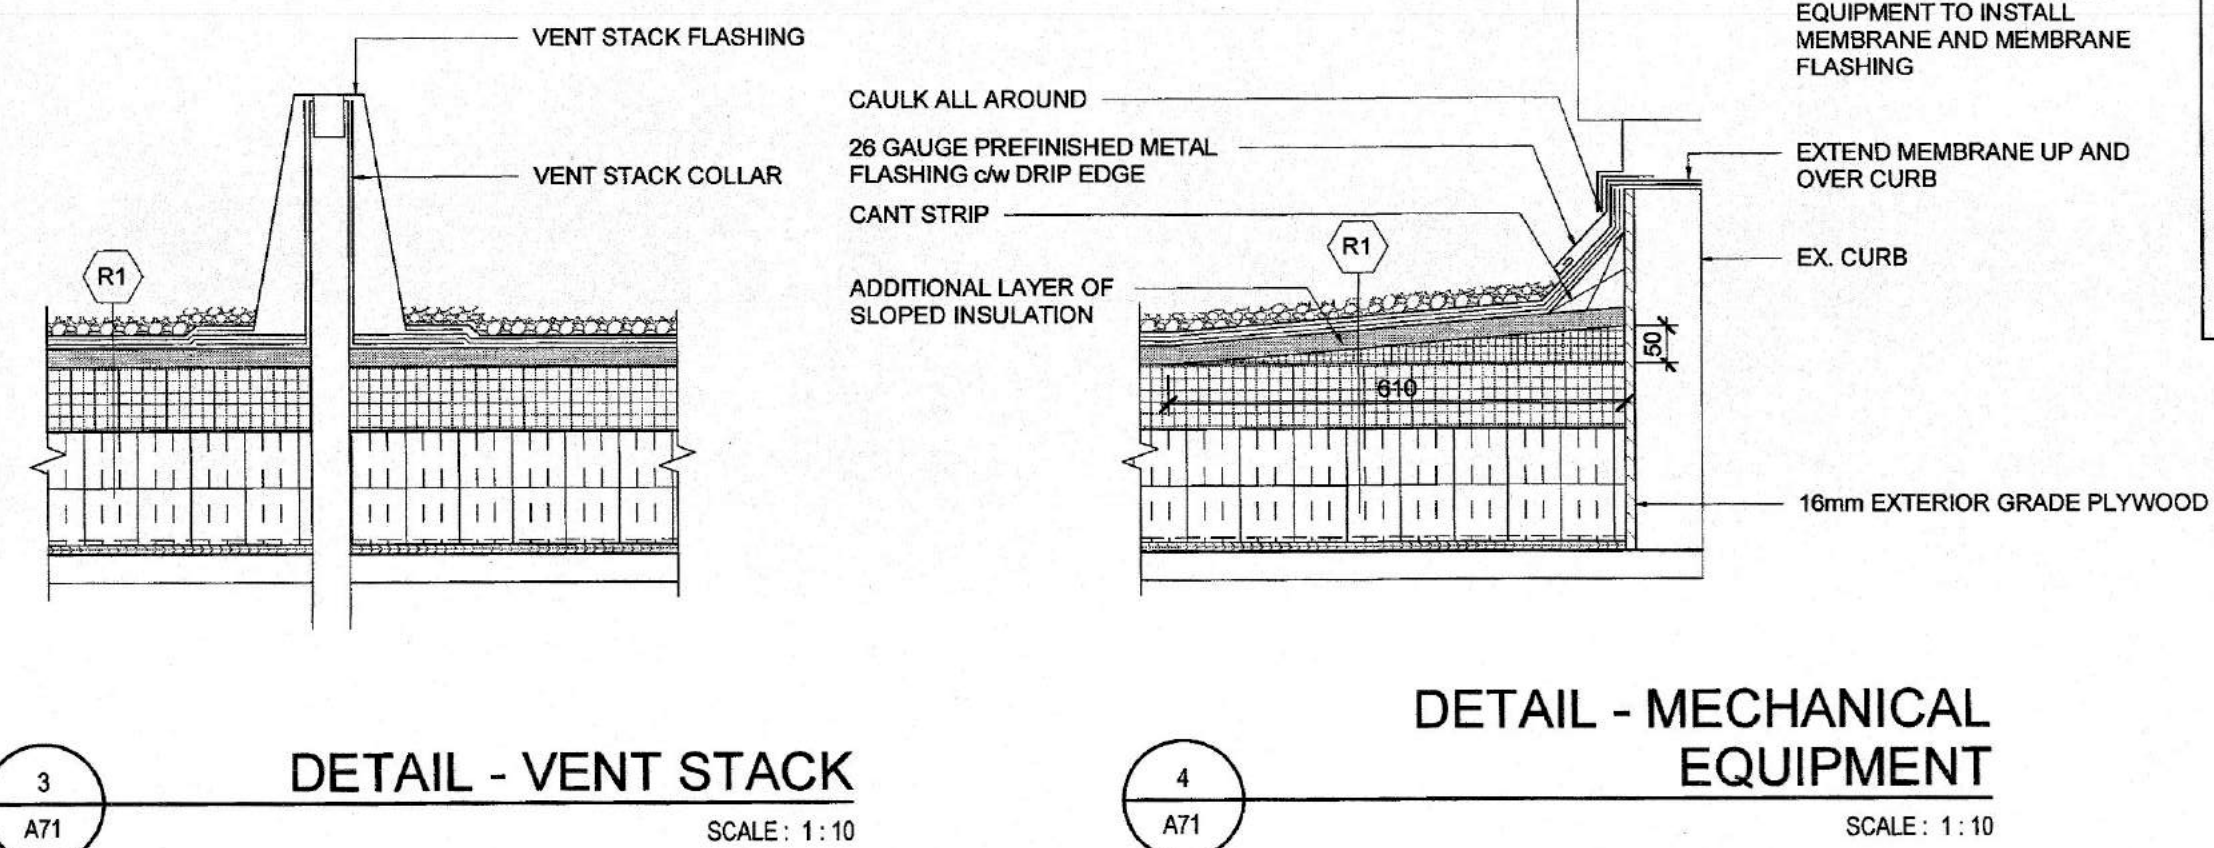 VENT STACK FLASHING
VENT STACK COLLAR
R1
3
A71
DETAIL - VENT STACK
SCALE : 1 : 10
EQUIPMENT TO INSTALL
MEMBRANE AND MEMBRANE
FLASHING
CAULK ALL AROUND
26 GAUGE PREFINISHED METAL
FLASHING c/w DRIP EDGE
CANT STRIP
ADDITIONAL LAYER OF
SLOPED INSULATION
R1
EXTEND MEMBRANE UP AND
OVER CURB
EX. CURB
50
610
16mm EXTERIOR GRADE PLYWOOD
4
A71
DETAIL - MECHANICAL
EQUIPMENT
SCALE : 1 : 10